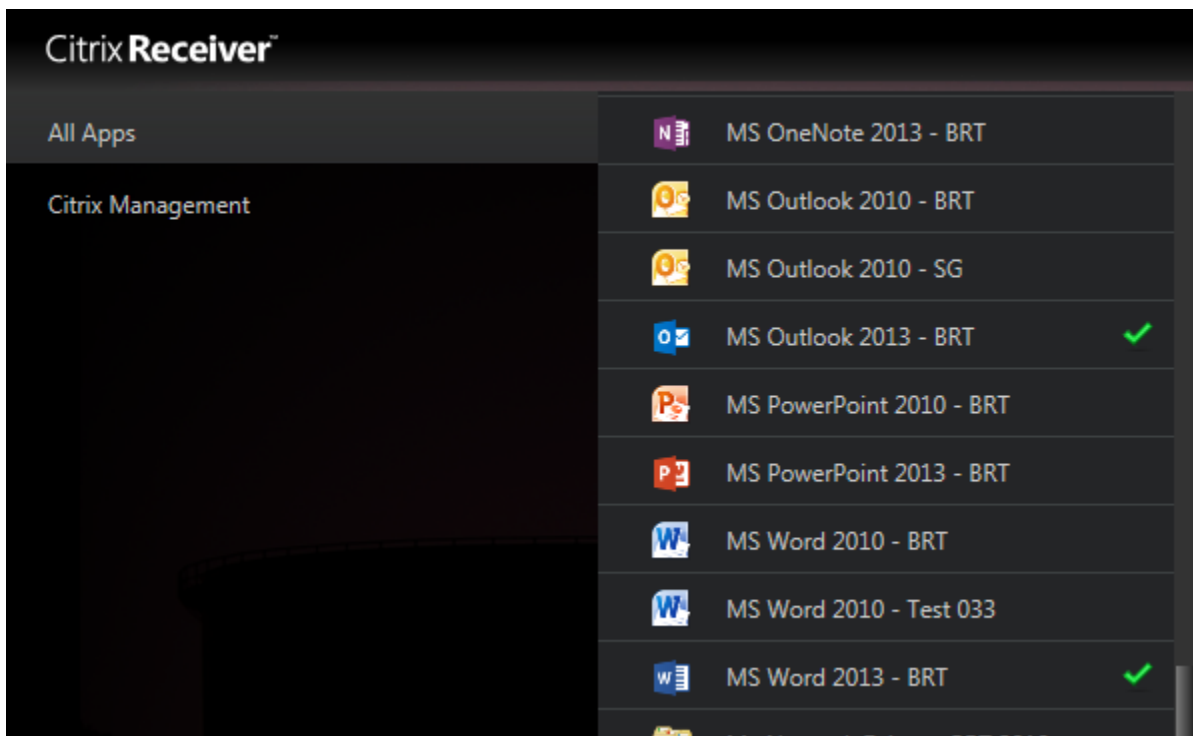 Citrix Receiver™
All Apps
Citrix Management
MS OneNote 2013 - BRT
MS Outlook 2010 - BRT
MS Outlook 2010 - SG
MS Outlook 2013 - BRT
MS PowerPoint 2010 - BRT
MS PowerPoint 2013 - BRT
MS Word 2010 - BRT
MS Word 2010 - Test 033
MS Word 2013 - BRT